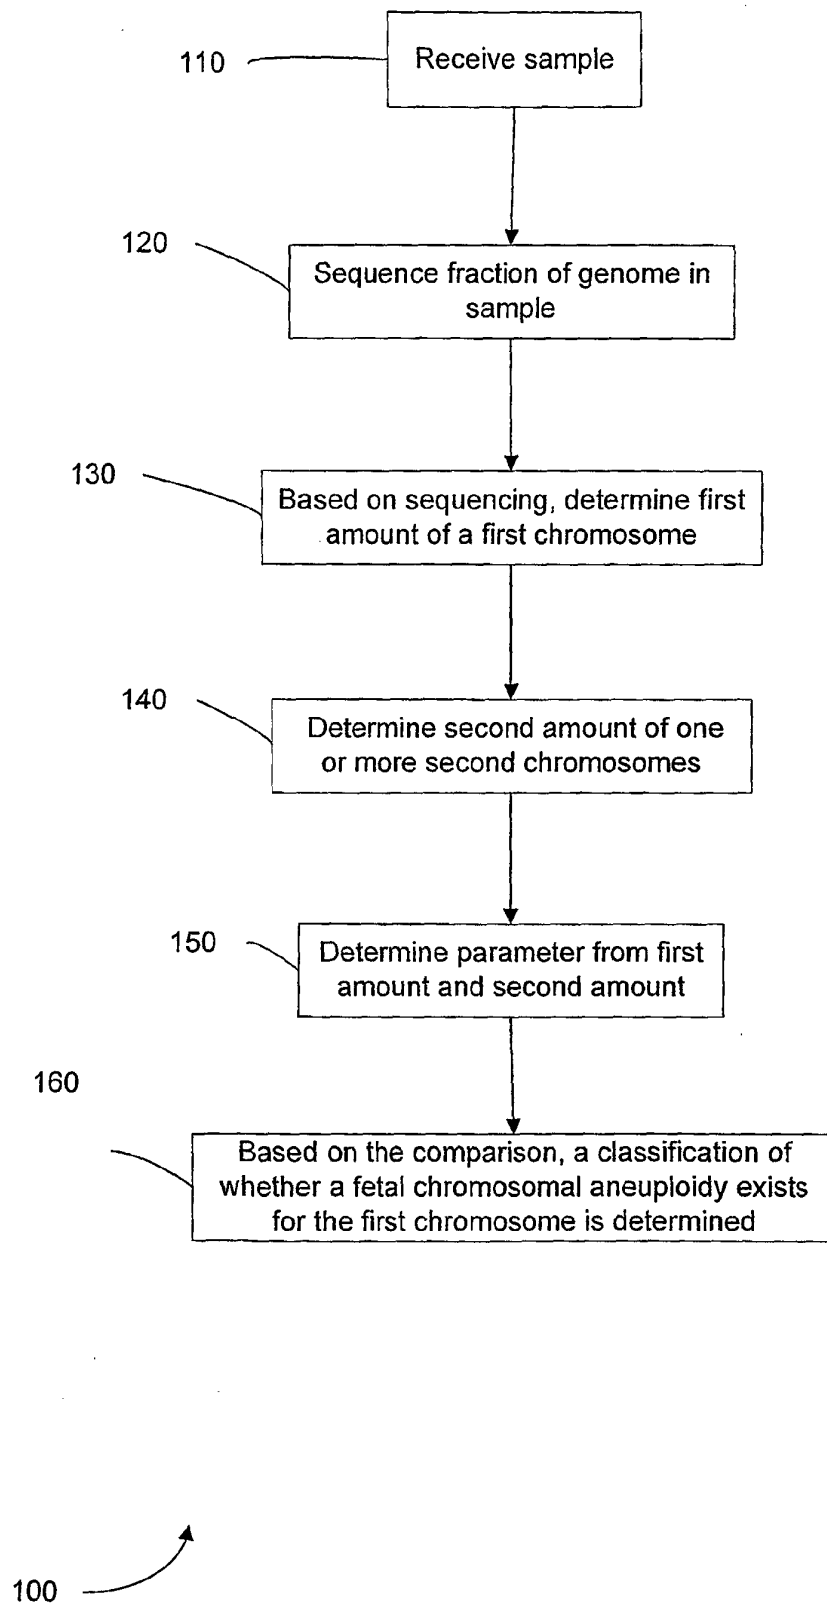 110
Receive sample
120
Sequence fraction of genome in
sample
130
Based on sequencing, determine first
amount of a first chromosome
140
Determine second amount of one
or more second chromosomes
150
Determine parameter from first
amount and second amount
160
Based on the comparison, a classification of
whether a fetal chromosomal aneuploidy exists
for the first chromosome is determined
100